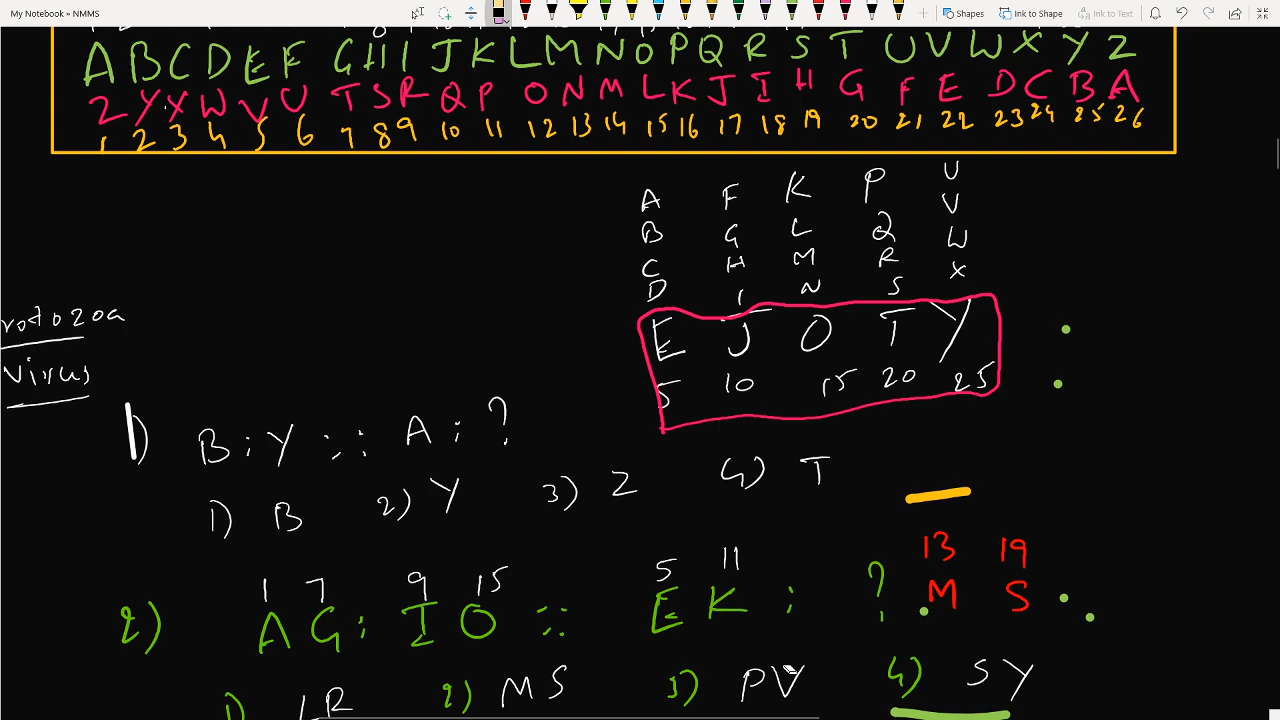 My Notebook » NMMS
Shapes Ink to Shape Ink to Text
A B C D E F G H I J K L M N O P Q R S T U V W X Y Z
Z Y X W V U T S R Q P O N M L K J I H G F E D C B A
1 2 3 4 5 6 7 8 9 10 11 12 13 14 15 16 17 18 19 20 21 22 23 24 25 26
A F K P U
B G L Q V
C H M R W
D I N S X
E J O T Y
5 10 15 20 25
rotozoa
Virus
1) B : Y :: A : ?
1) B 2) Y 3) Z 4) T
1 7 9 15 5 11 13 19
2) A G : I O :: E K : ? M S
1) R 2) M S 3) P V 4) S Y